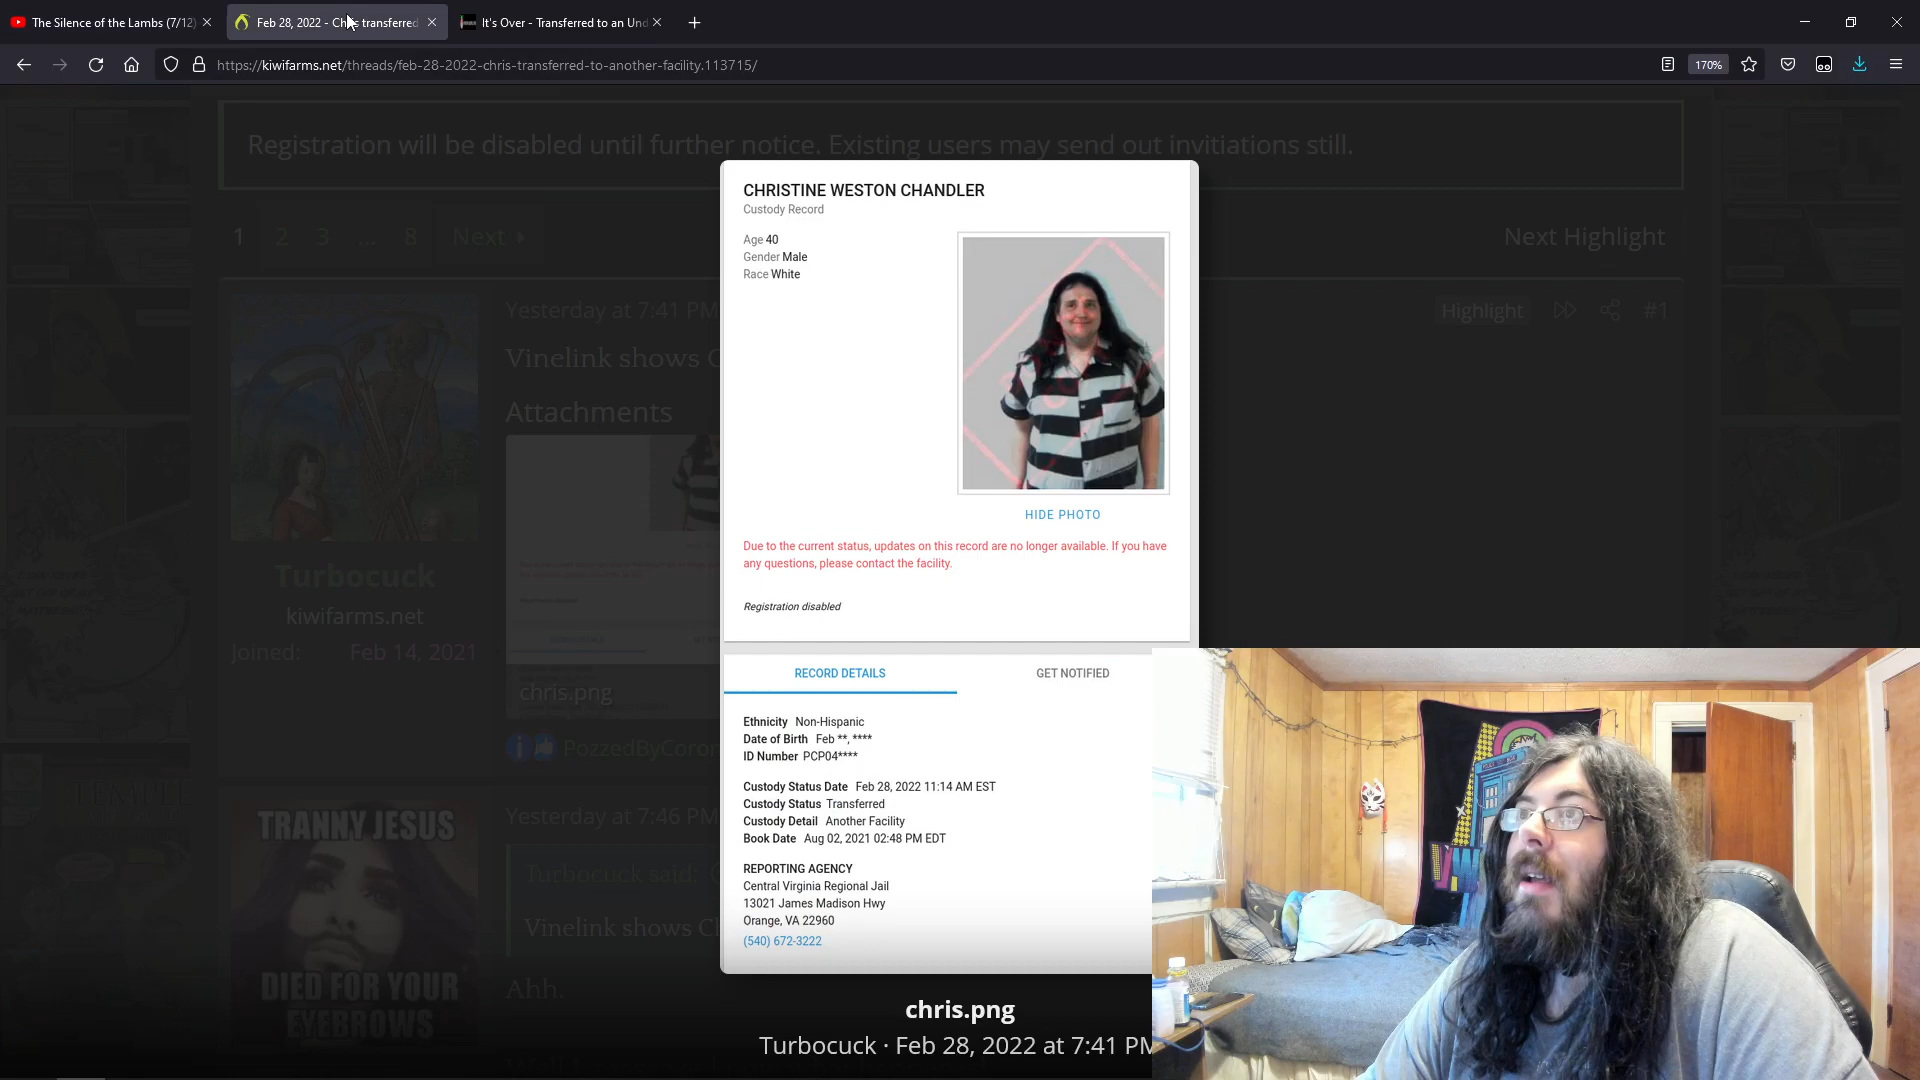 The Silence of the Lambs (7/12)
Feb 28, 2022 - Chris transferred
It's Over - Transferred to an Und
https://kiwifarms.net/threads/feb-28-2022-chris-transferred-to-another-facility.113715/
170%
Registration will be disabled until further notice. Existing users may send out invitiations still.
1 2 3 ... 8 Next
Next Highlight
Yesterday at 7:41 PM
Highlight
#1
Vinelink shows C
Attachments
Turbocuck
kiwifarms.net
Joined: Feb 14, 2021
chris.png
CHRISTINE WESTON CHANDLER
Custody Record
Age 40
Gender Male
Race White
HIDE PHOTO
Due to the current status, updates on this record are no longer available. If you have
any questions, please contact the facility.
Registration disabled
RECORD DETAILS
GET NOTIFIED
Ethnicity Non-Hispanic
Date of Birth Feb **, ****
ID Number PCP04****
Custody Status Date Feb 28, 2022 11:14 AM EST
Custody Status Transferred
Custody Detail Another Facility
Book Date Aug 02, 2021 02:48 PM EDT
REPORTING AGENCY
Central Virginia Regional Jail
13021 James Madison Hwy
Orange, VA 22960
(540) 672-3222
PozzedByCoron
Yesterday at 7:46 PM
Turbocuck said:
Vinelink shows C
Ahh.
TRANNY JESUS
DIED FOR YOUR
EYEBROWS
chris.png
Turbocuck · Feb 28, 2022 at 7:41 PM